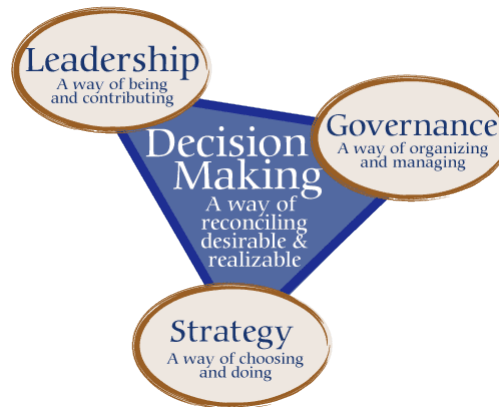 Leadership
A way of being
and contributing
Governance
A way of organizing
and managing
Decision
Making
A way of
reconciling
desirable &
realizable
Strategy
A way of choosing
and doing